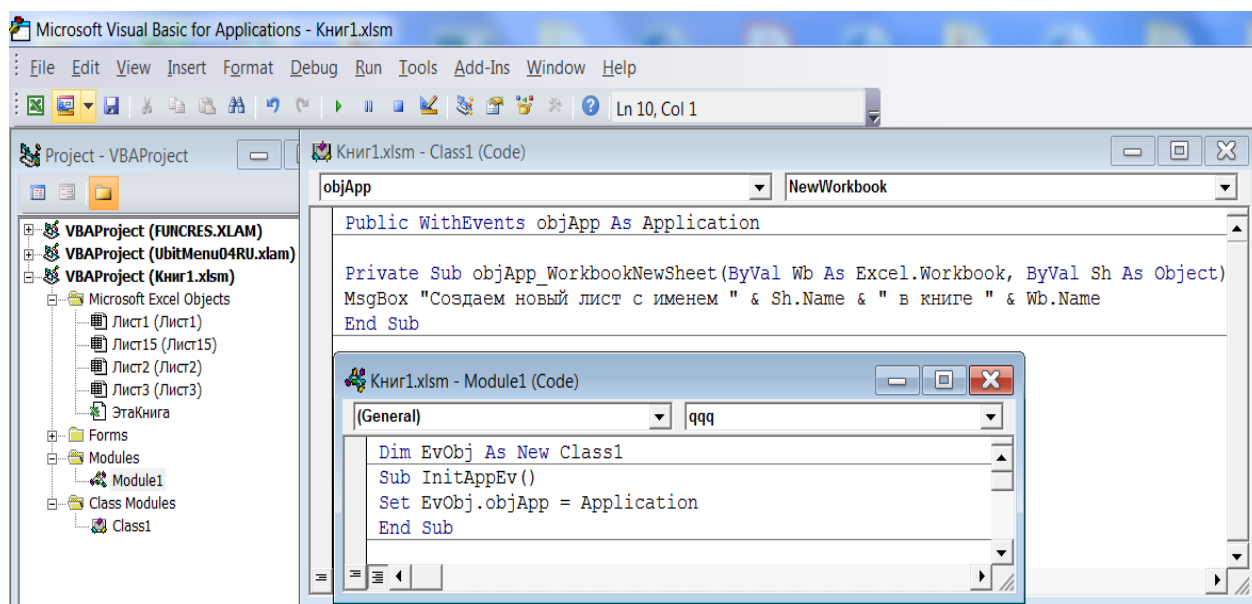 Microsoft Visual Basic for Applications - Книг1.xlsm
File Edit View Insert Format Debug Run Tools Add-Ins Window Help
Ln 10, Col 1
Project - VBAProject
VBAProject (FUNCRES.XLAM)
VBAProject (UbitMenu04RU.xlam)
VBAProject (Книг1.xlsm)
Microsoft Excel Objects
Лист1 (Лист1)
Лист15 (Лист15)
Лист2 (Лист2)
Лист3 (Лист3)
ЭтаКнига
Forms
Modules
Module1
Class Modules
Class1
Книг1.xlsm - Class1 (Code)
objApp NewWorkbook
Public WithEvents objApp As Application
Private Sub objApp_WorkbookNewSheet(ByVal Wb As Excel.Workbook, ByVal Sh As Object)
MsgBox "Создаем новый лист с именем " & Sh.Name & " в книге " & Wb.Name
End Sub
Книг1.xlsm - Module1 (Code)
(General) qqq
Dim EvObj As New Class1
Sub InitAppEv()
Set EvObj.objApp = Application
End Sub